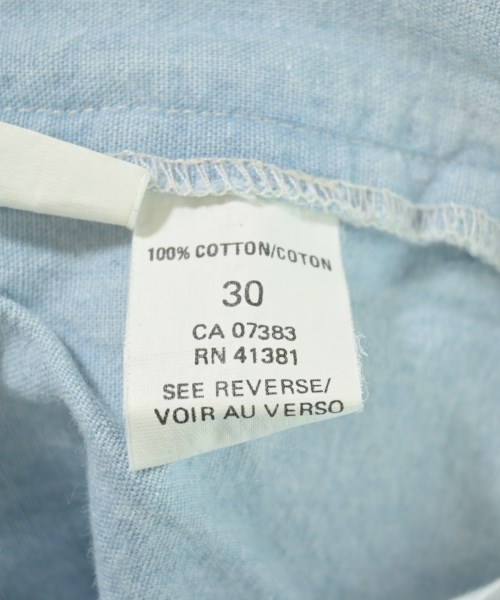 100% COTTON/COTON
30
CA 07383
RN 41381
SEE REVERSE/
VOIR AU VERSO